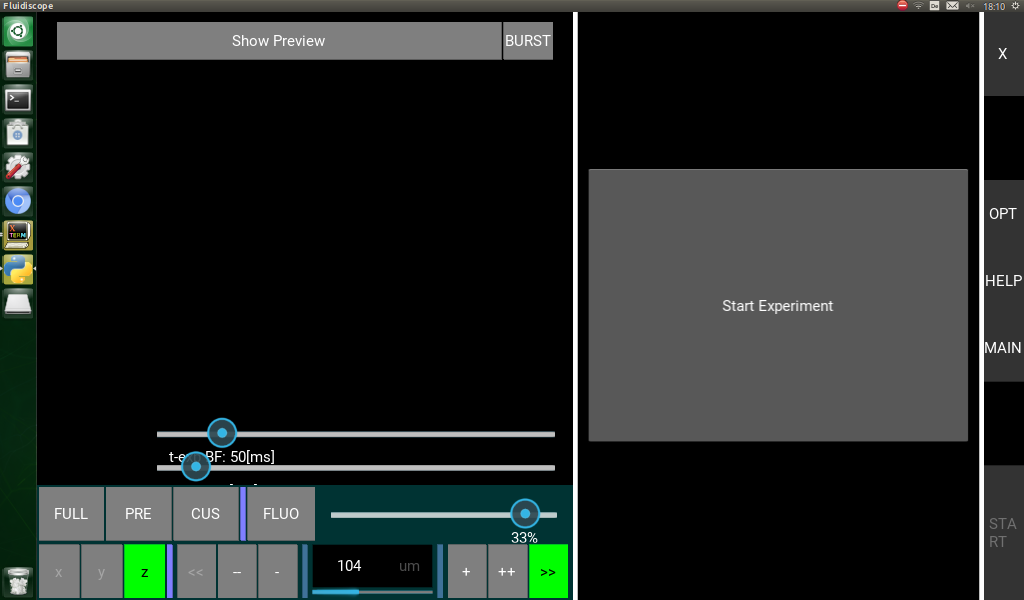 Fluidiscope
De
18:10
Show Preview
BURST
X
OPT
HELP
MAIN
Start Experiment
BF: 50[ms]
FULL
PRE
CUS
FLUO
33%
STA
RT
x
y
z
<<
--
-
104
um
+
++
>>